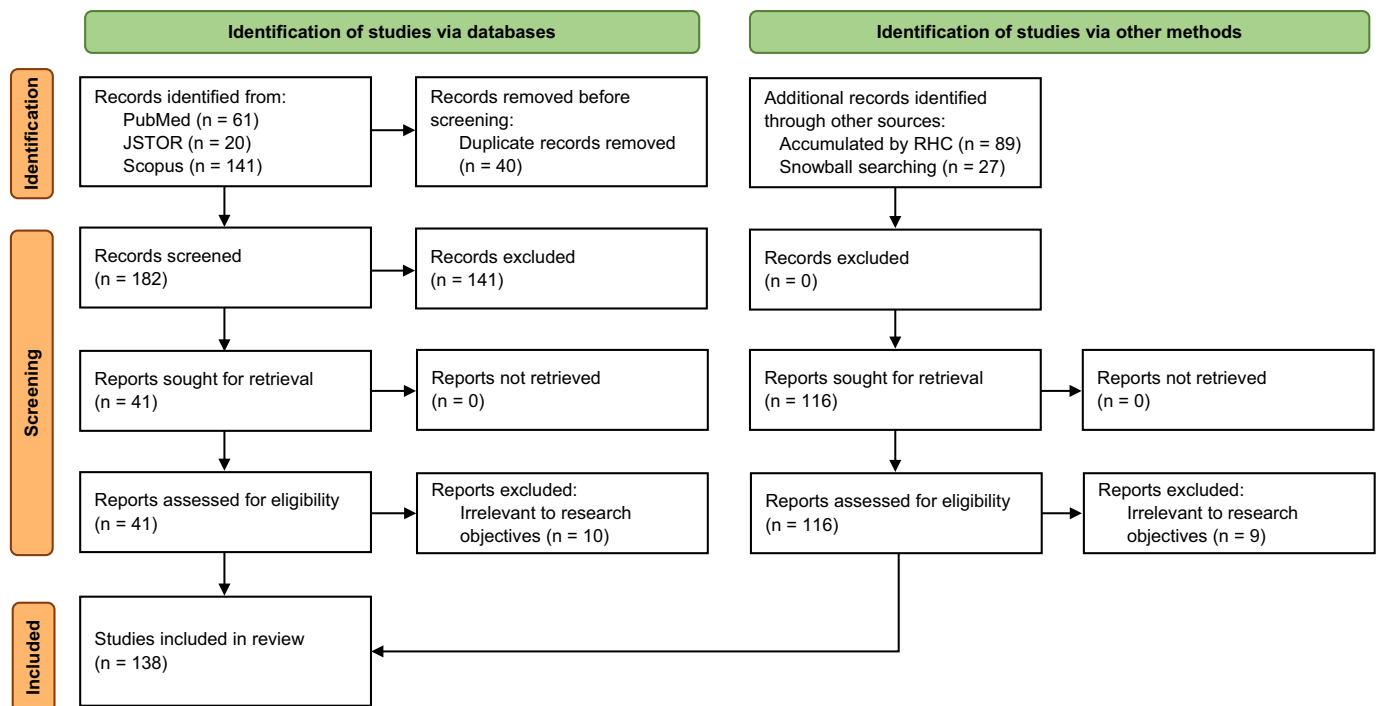 Identification of studies via databases
Identification of studies via other methods
Identification
Records identified from:
PubMed (n = 61)
JSTOR (n = 20)
Scopus (n = 141)
Records removed before
screening:
Duplicate records removed
(n = 40)
Additional records identified
through other sources:
Accumulated by RHC (n = 89)
Snowball searching (n = 27)
Screening
Records screened
(n = 182)
Records excluded
(n = 141)
Records excluded
(n = 0)
Reports sought for retrieval
(n = 41)
Reports not retrieved
(n = 0)
Reports sought for retrieval
(n = 116)
Reports not retrieved
(n = 0)
Reports assessed for eligibility
(n = 41)
Reports excluded:
Irrelevant to research
objectives (n = 10)
Reports assessed for eligibility
(n = 116)
Reports excluded:
Irrelevant to research
objectives (n = 9)
Included
Studies included in review
(n = 138)